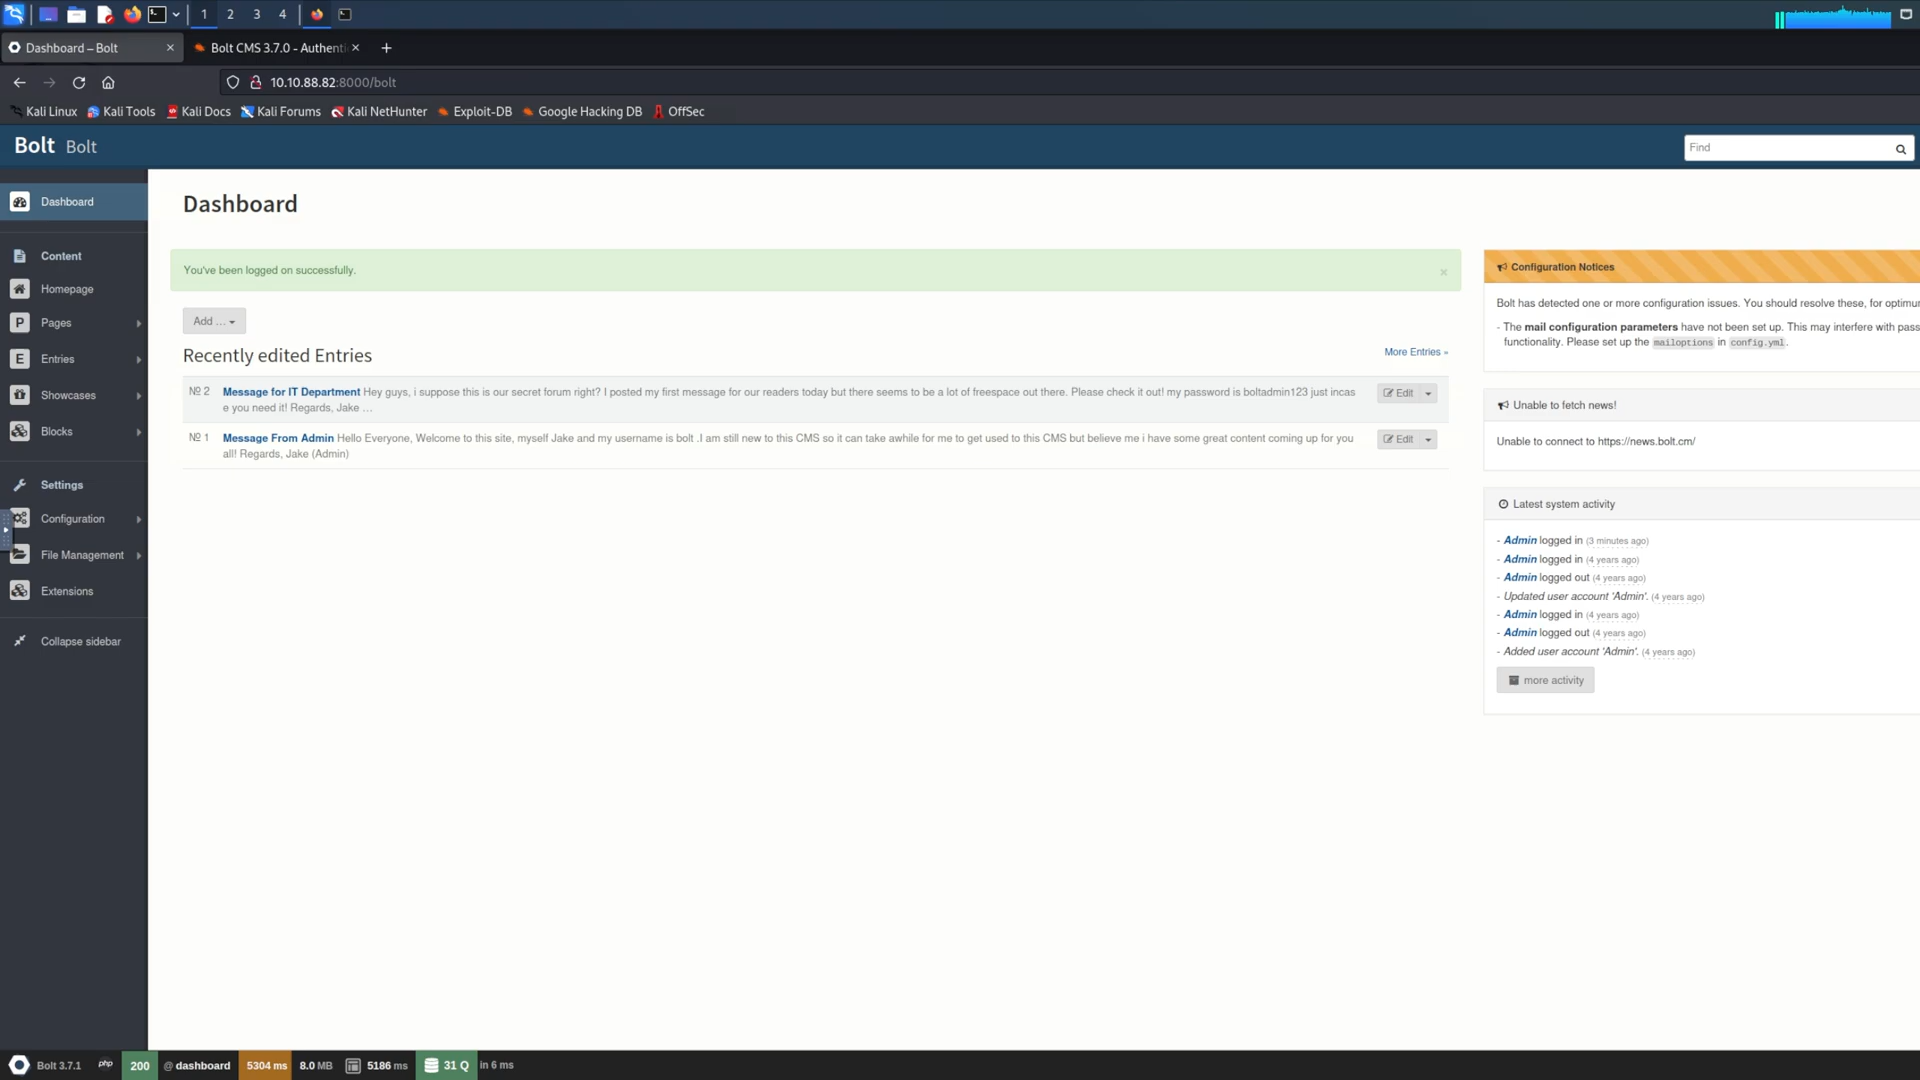 1 2 3 4
Dashboard – Bolt
Bolt CMS 3.7.0 - Authenti
10.10.88.82:8000/bolt
Kali Linux Kali Tools Kali Docs Kali Forums Kali NetHunter Exploit-DB Google Hacking DB OffSec
Bolt Bolt
Find
Dashboard
Content
Homepage
P Pages
E Entries
Showcases
Blocks
Settings
Configuration
File Management
Extensions
Collapse sidebar
Dashboard
You've been logged on successfully.
×
Add ...
Recently edited Entries
More Entries »
№ 2 Message for IT Department Hey guys, i suppose this is our secret forum right? I posted my first message for our readers today but there seems to be a lot of freespace out there. Please check it out! my password is boltadmin123 just incas
e you need it! Regards, Jake ...
Edit
№ 1 Message From Admin Hello Everyone, Welcome to this site, myself Jake and my username is bolt .I am still new to this CMS so it can take awhile for me to get used to this CMS but believe me i have some great content coming up for you
all! Regards, Jake (Admin)
Edit
Configuration Notices
Bolt has detected one or more configuration issues. You should resolve these, for optimu
- The mail configuration parameters have not been set up. This may interfere with pass
functionality. Please set up the mailoptions in config.yml.
Unable to fetch news!
Unable to connect to https://news.bolt.cm/
Latest system activity
- Admin logged in (3 minutes ago)
- Admin logged in (4 years ago)
- Admin logged out (4 years ago)
- Updated user account 'Admin'. (4 years ago)
- Admin logged in (4 years ago)
- Admin logged out (4 years ago)
- Added user account 'Admin'. (4 years ago)
more activity
Bolt 3.7.1 php 200 @ dashboard 5304 ms 8.0 MB 5186 ms 31 Q in 6 ms